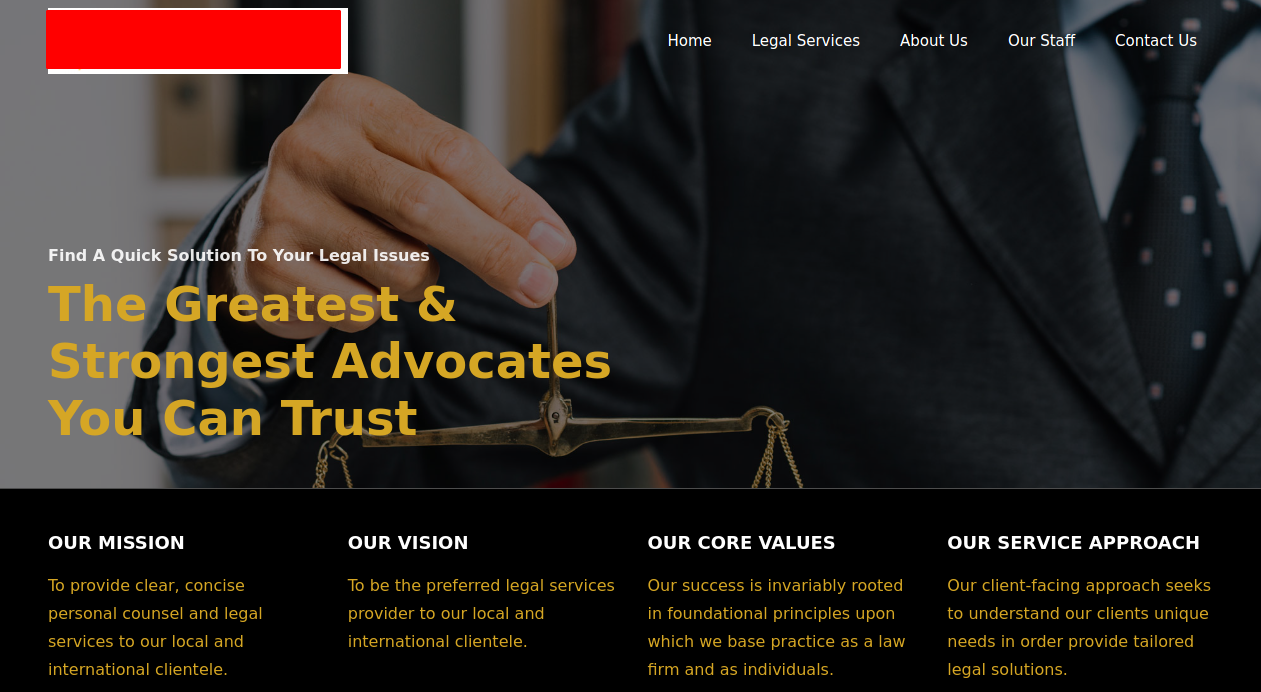 Home Legal Services About Us Our Staff Contact Us
Find A Quick Solution To Your Legal Issues
The Greatest &
Strongest Advocates
You Can Trust
OUR MISSION
To provide clear, concise
personal counsel and legal
services to our local and
international clientele.
OUR VISION
To be the preferred legal services
provider to our local and
international clientele.
OUR CORE VALUES
Our success is invariably rooted
in foundational principles upon
which we base practice as a law
firm and as individuals.
OUR SERVICE APPROACH
Our client-facing approach seeks
to understand our clients unique
needs in order provide tailored
legal solutions.